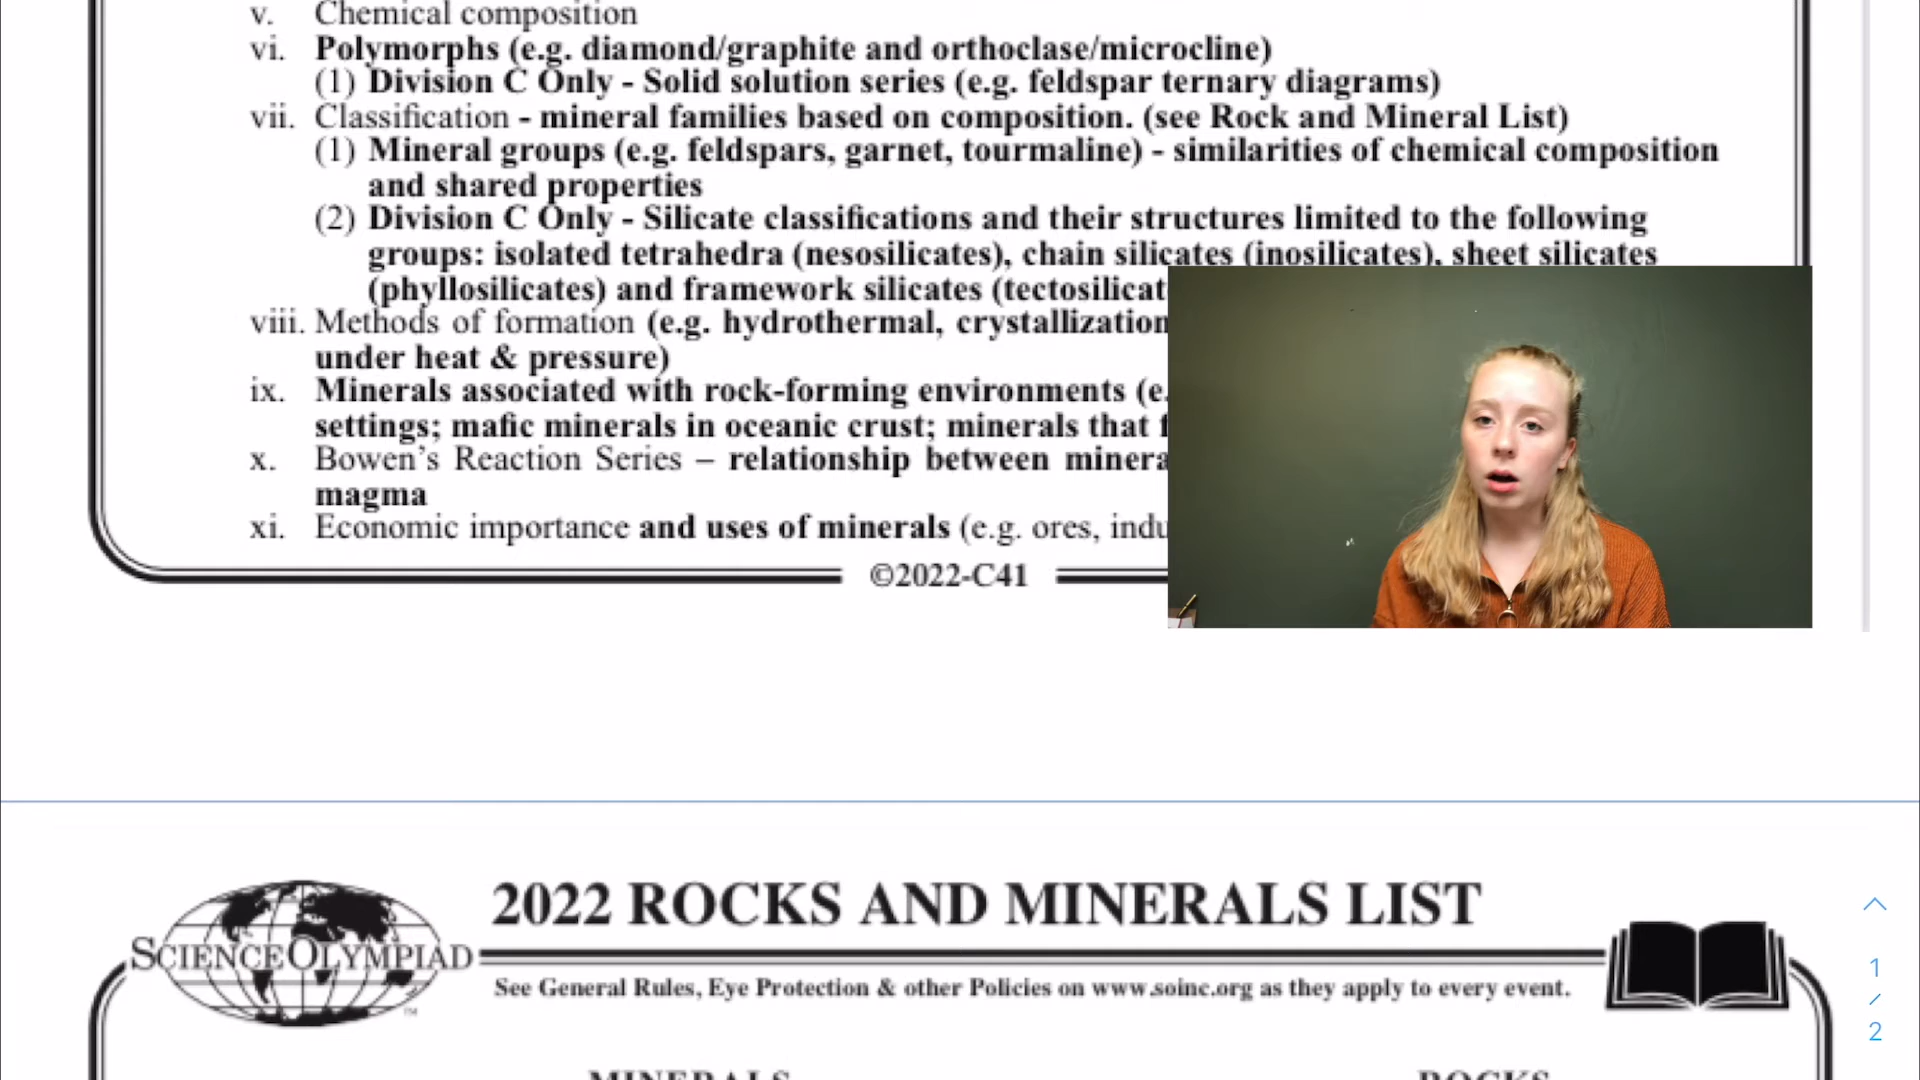 v. Chemical composition
vi. Polymorphs (e.g. diamond/graphite and orthoclase/microcline)
(1) Division C Only - Solid solution series (e.g. feldspar ternary diagrams)
vii. Classification - mineral families based on composition. (see Rock and Mineral List)
(1) Mineral groups (e.g. feldspars, garnet, tourmaline) - similarities of chemical composition
and shared properties
(2) Division C Only - Silicate classifications and their structures limited to the following
groups: isolated tetrahedra (nesosilicates), chain silicates (inosilicates), sheet silicates
(phyllosilicates) and framework silicates
viii. Methods of formation (e.g. hydrothermal, crystallization
under heat & pressure)
ix. Minerals associated with rock-forming environments
settings; mafic minerals in oceanic crust; minerals that
x. Bowen's Reaction Series – relationship between
magma
xi. Economic importance and uses of minerals (e.g. ores,
©2022-C41
2022 ROCKS AND MINERALS LIST
SCIENCE OLYMPIAD
TM
See General Rules, Eye Protection & other Policies on www.soinc.org as they apply to every event.
1
/
2
MINERALS
ROCKS